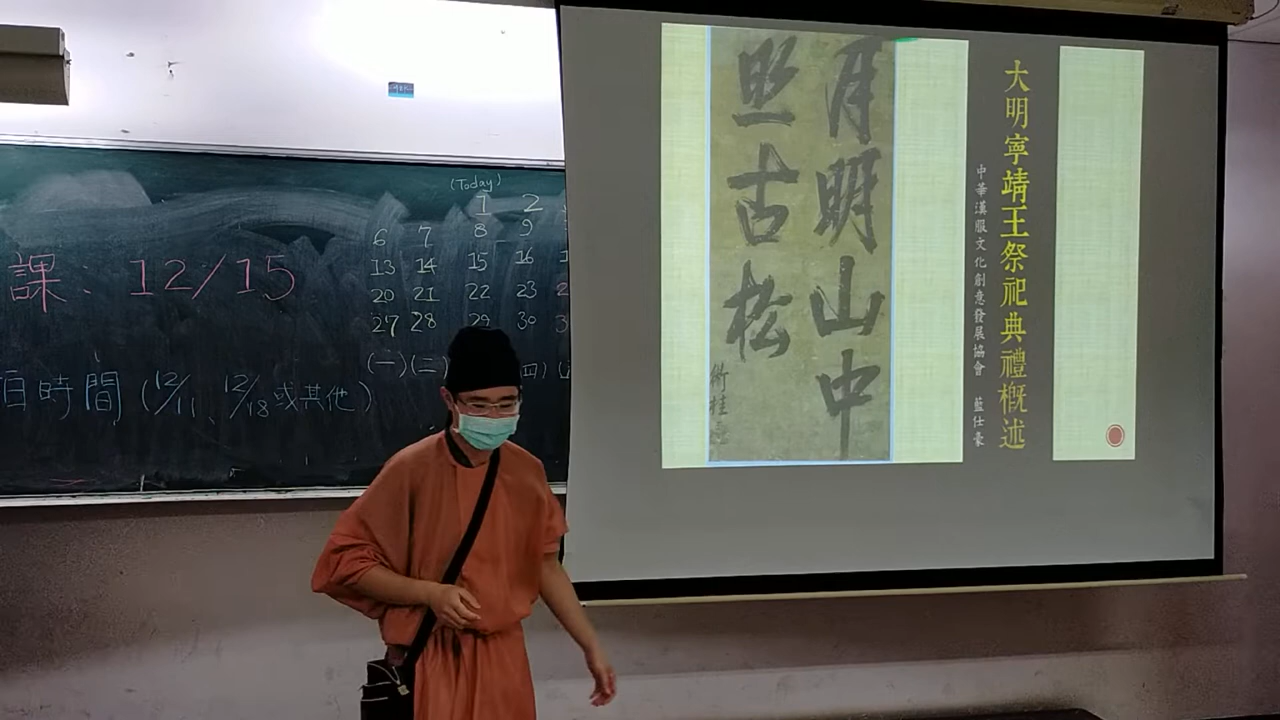 課：12/15
(Today)
1 2
6 7 8 9
13 14 15 16
20 21 22 23
27 28 29 30
(一)(二) 四)
時間 (12/11、12/18或其他)
月明山中
照古松
大明寧靖王祭祀典禮概述
中華漢服文化創意發展協會 藍仕豪